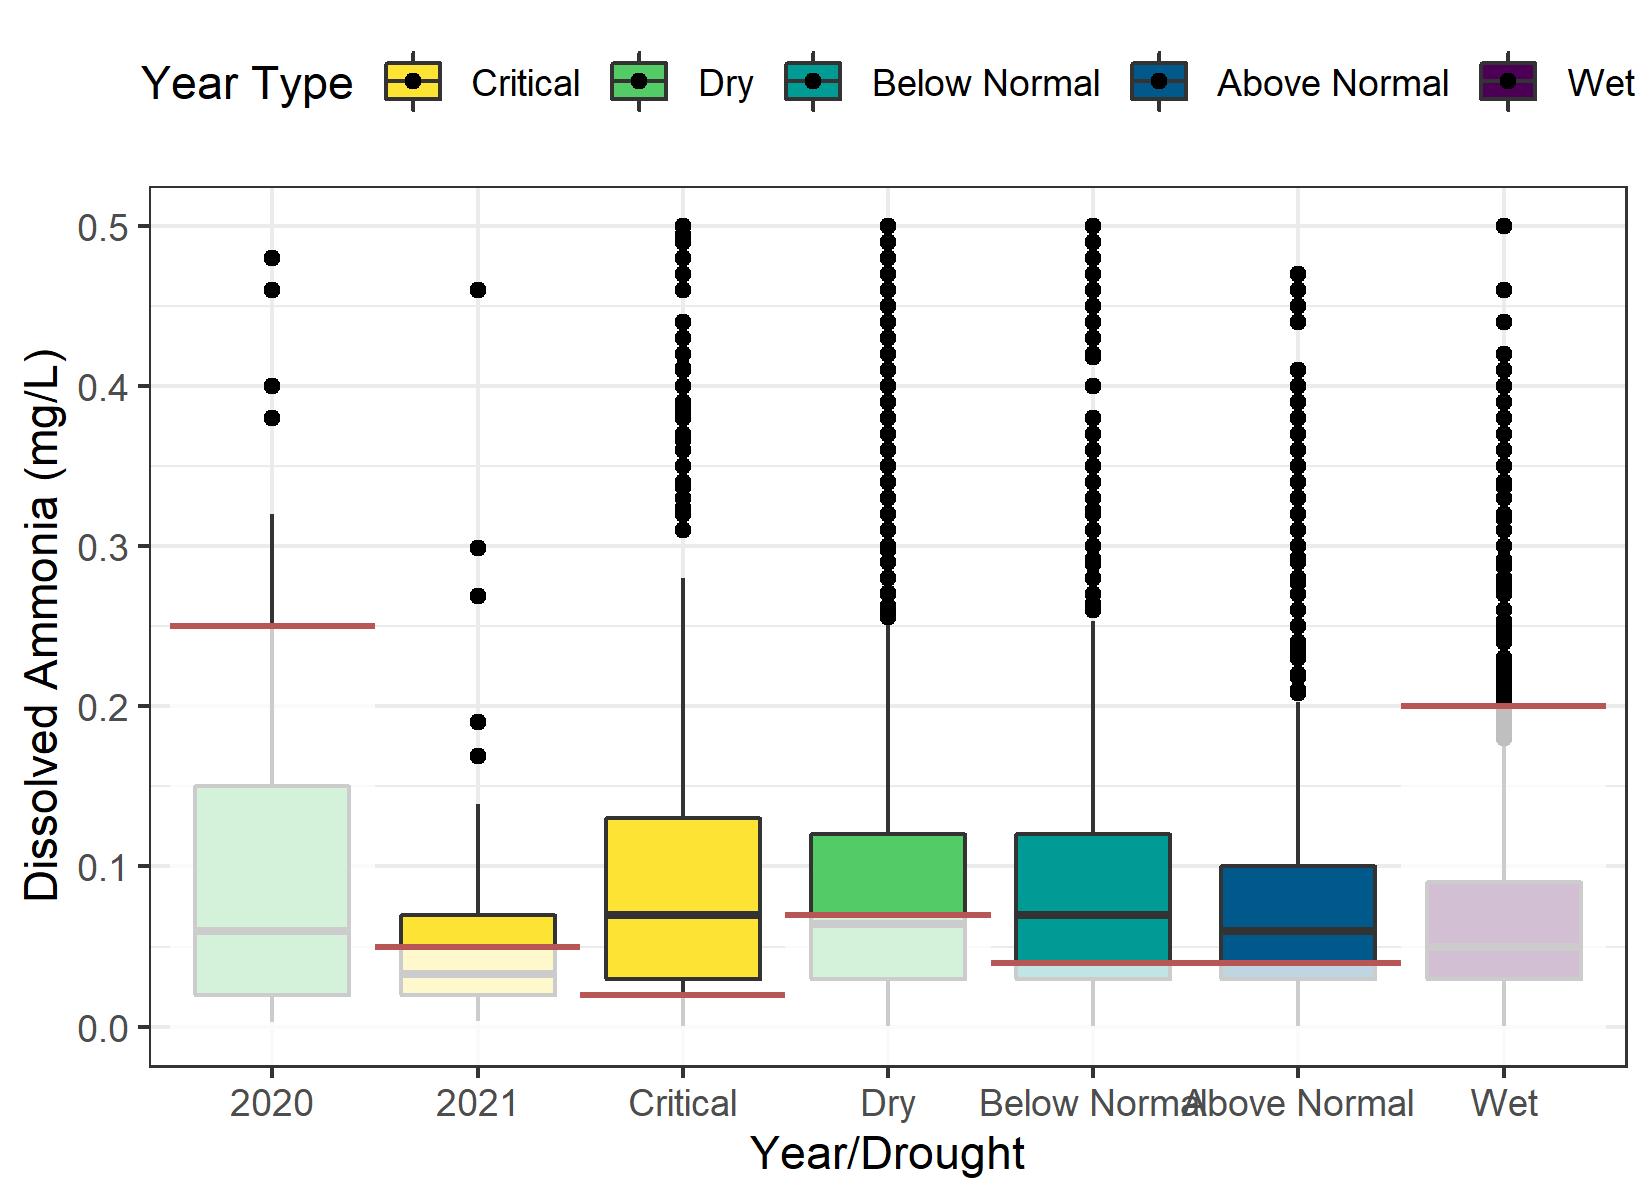 Year Type Critical Dry Below Normal Above Normal Wet
Dissolved Ammonia (mg/L)
0.5
0.4
0.3
0.2
0.1
0.0
2020 2021 Critical Dry Below Normal Above Normal Wet
Year/Drought